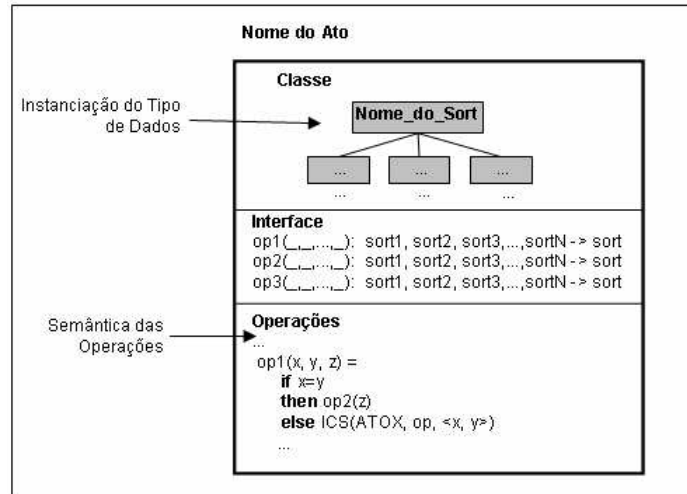 Nome do Ato
Classe
Instanciação do Tipo
de Dados
Nome_do_Sort
... ... ...
... ... ...
Interface
op1(_,_,...,_): sort1, sort2, sort3,...,sortN -> sort
op2(_,_,...,_): sort1, sort2, sort3,...,sortN -> sort
op3(_,_,...,_): sort1, sort2, sort3,...,sortN -> sort
Semântica das
Operações
Operações
...
op1(x, y, z) =
if x=y
then op2(z)
else ICS(ATOX, op, <x, y>)
...